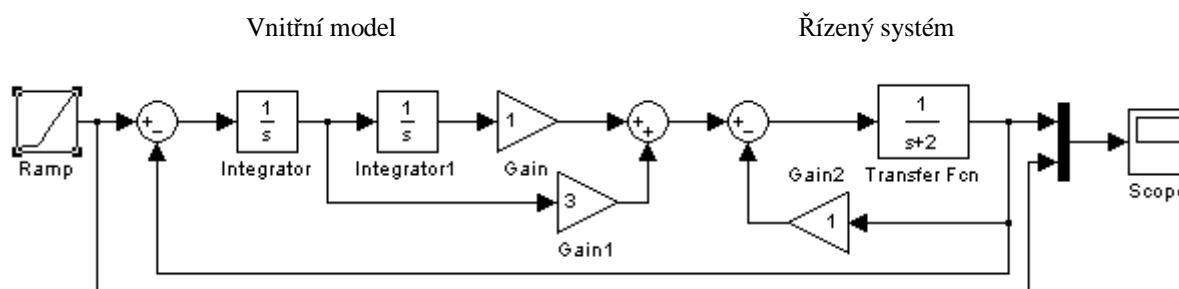 Vnitřní model
Řízený systém
Ramp
+
−
1
s
Integrator
1
s
Integrator1
1
Gain
3
Gain1
+
+
+
−
1
s+2
Transfer Fcn
1
Gain2
Scope